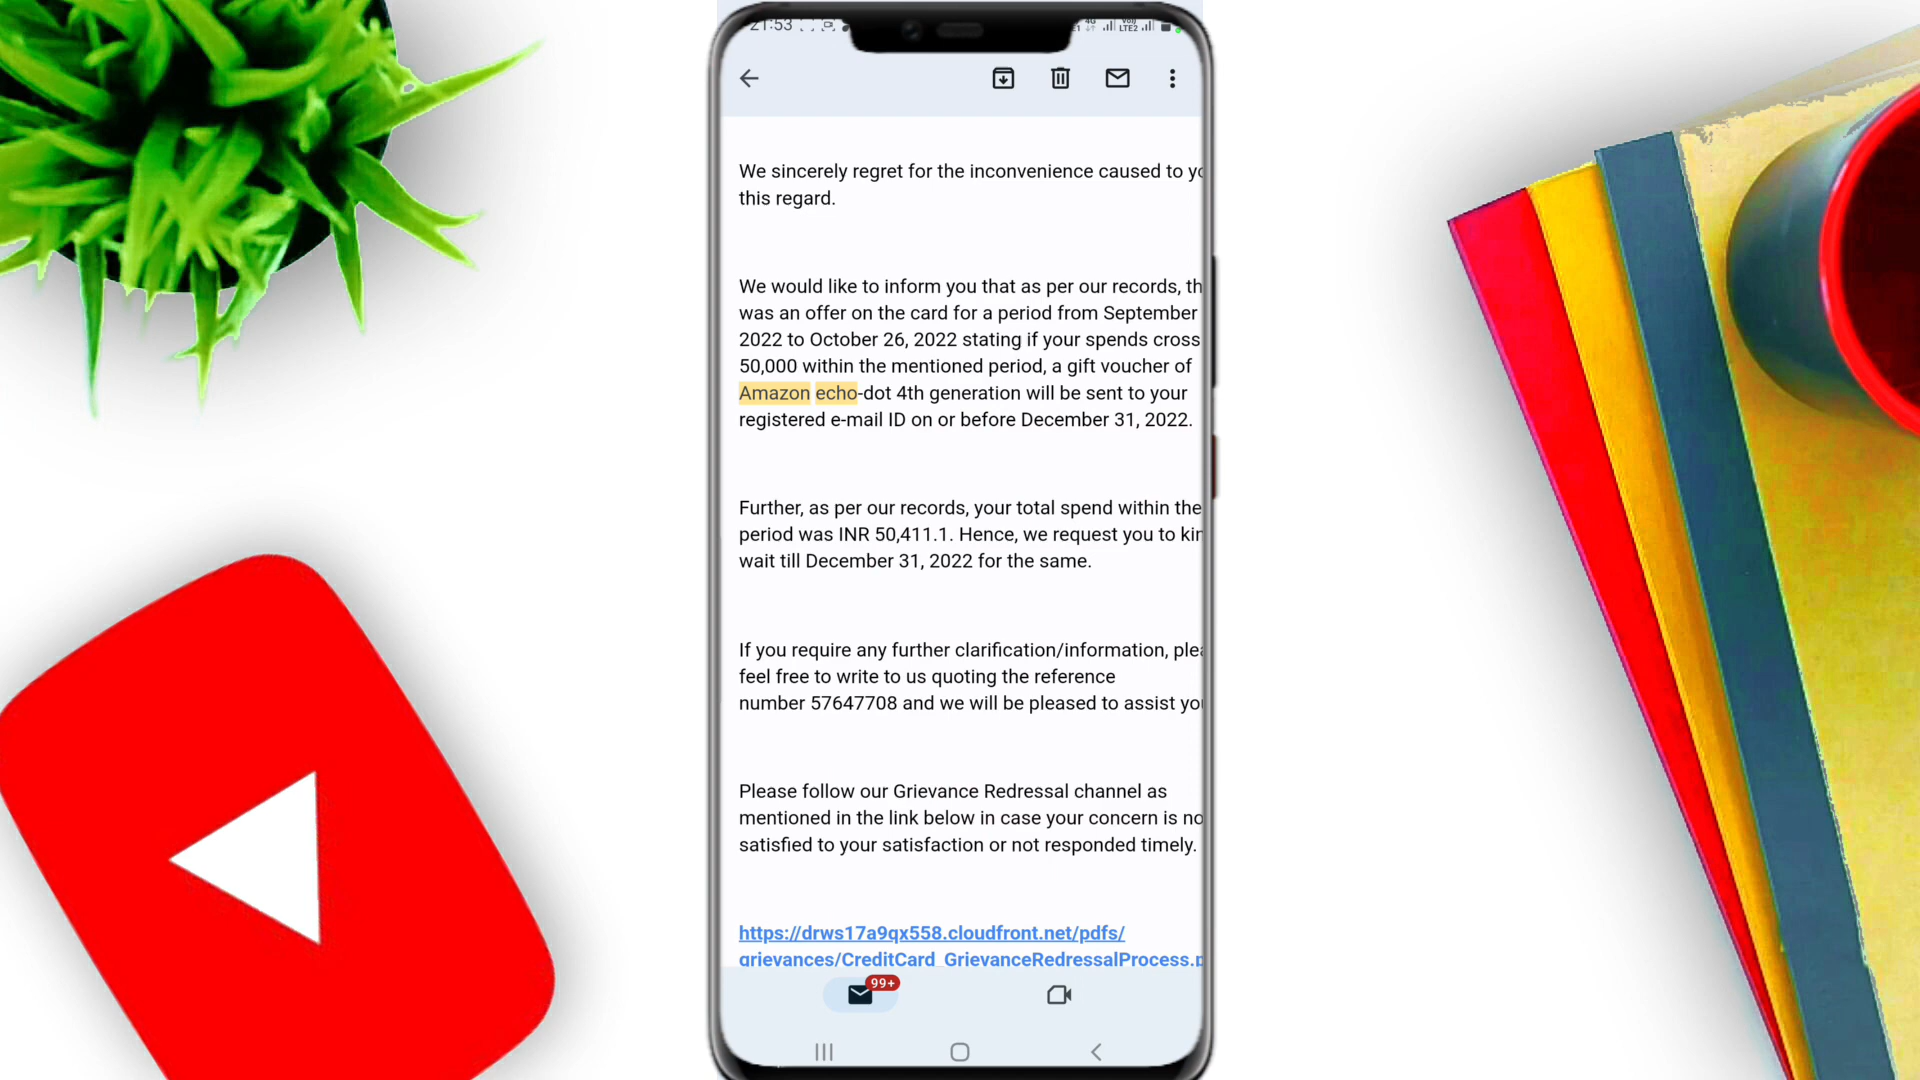 21:53
We sincerely regret for the inconvenience caused to
this regard.
We would like to inform you that as per our records,
was an offer on the card for a period from September
2022 to October 26, 2022 stating if your spends cross
50,000 within the mentioned period, a gift voucher of
Amazon echo-dot 4th generation will be sent to your
registered e-mail ID on or before December 31, 2022.
Further, as per our records, your total spend within the
period was INR 50,411.1. Hence, we request you to
wait till December 31, 2022 for the same.
If you require any further clarification/information,
feel free to write to us quoting the reference
number 57647708 and we will be pleased to assist
Please follow our Grievance Redressal channel as
mentioned in the link below in case your concern is
satisfied to your satisfaction or not responded timely.
https://drws17a9qx558.cloudfront.net/pdfs/
grievances/CreditCard_GrievanceRedressalProcess.p
99+